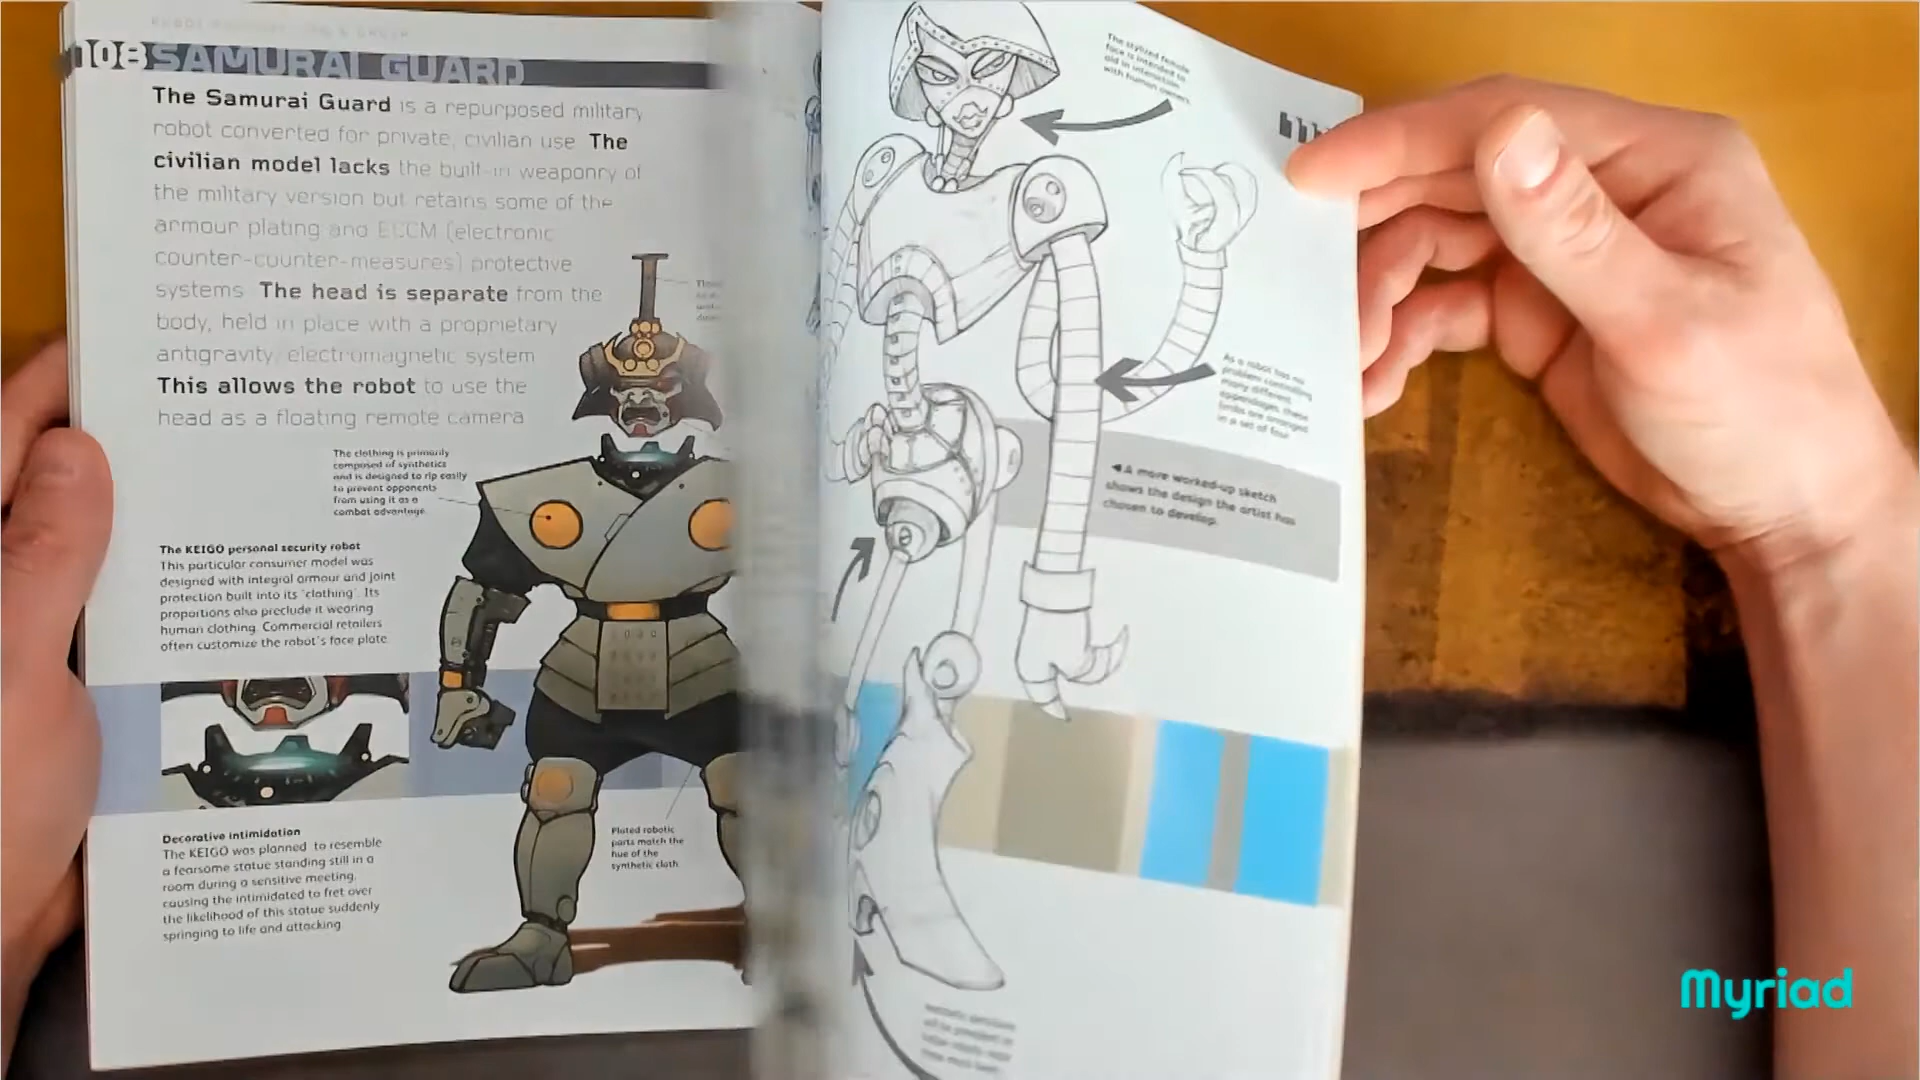 108 SAMURAI GUARD
The Samurai Guard is a repurposed military
robot converted for private, civilian use The
civilian model lacks the built-in weaponry of
the military version but retains some of the
armour plating and ECCM (electronic
counter-counter-measures) protective
systems The head is separate from the
body, held in place with a proprietary
antigravity electromagnetic system
This allows the robot to use the
head as a floating remote camera
The clothing is primarily
composed of synthetics
and is designed to rip easily
to prevent opponents
from using it as a
combat advantage.
The KEIGO personal security robot
This particular consumer model was
designed with integral armour and joint
protection built into its 'clothing'. Its
proportions also preclude it wearing
human clothing. Commercial retailers
often customize the robot's face plate.
Decorative intimidation
The KEIGO was planned to resemble
a fearsome statue standing still in a
room during a sensitive meeting,
causing the intimidated to fret over
the likelihood of this statue suddenly
springing to life and attacking.
Plated robotic
parts match the
hue of the
synthetic cloth.
The stylized female
face is intended to
aid in interaction
with human owners.
As a robot has no
problem controlling
many different
appendages, these
limbs are arranged
in a set of four.
◄ A more worked-up sketch
shows the design the artist has
chosen to develop.
Myriad